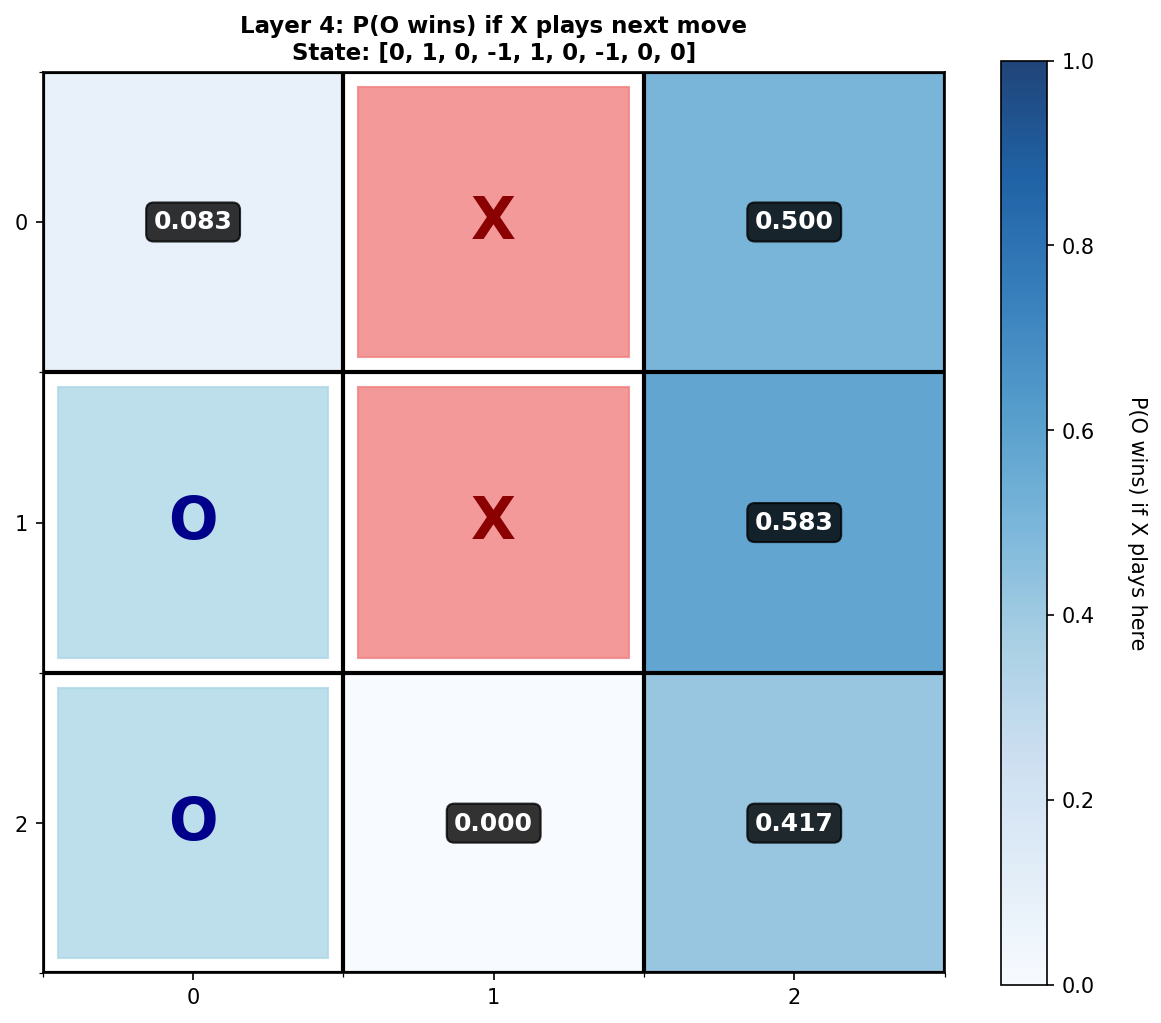 Layer 4: P(O wins) if X plays next move
State: [0, 1, 0, -1, 1, 0, -1, 0, 0]
0.083
X
0.500
O
X
0.583
O
0.000
0.417
0
1
2
0
1
2
1.0
0.8
0.6
0.4
0.2
0.0
P(O wins) if X plays here